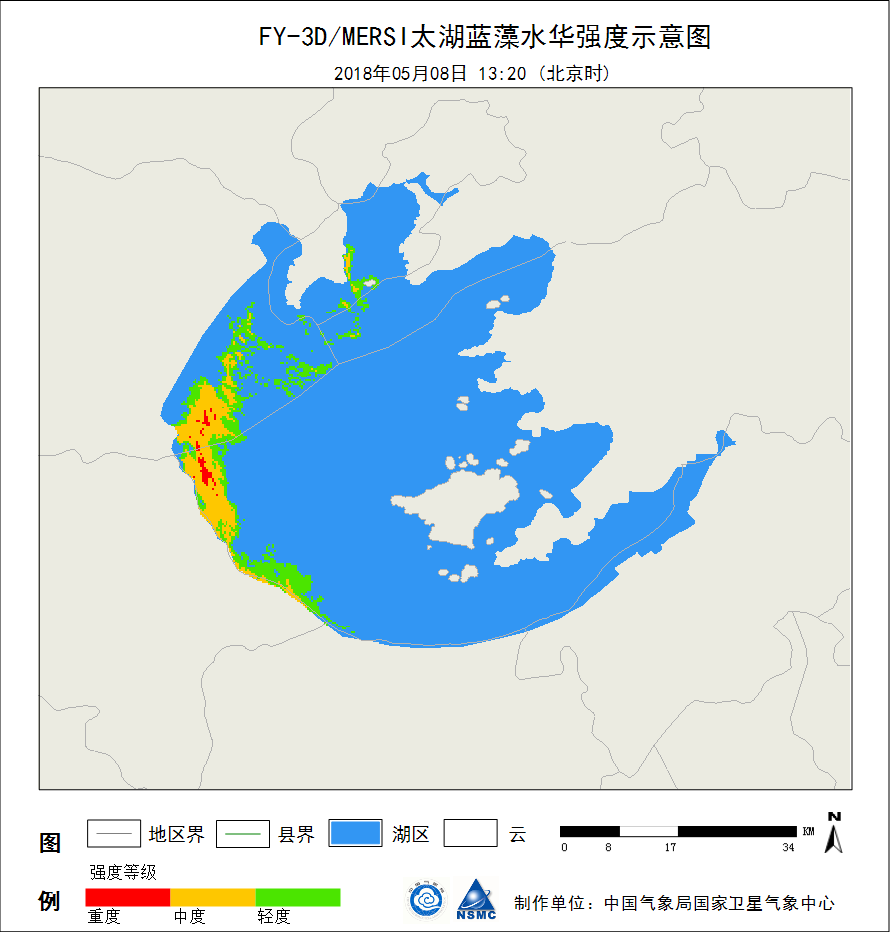 FY-3D/MERSI太湖蓝藻水华强度示意图
2018年05月08日 13:20 (北京时)
图
例
地区界
县界
湖区
云
0 8 17 34 KM
N
强度等级
重度 中度 轻度
NSMC
制作单位：中国气象局国家卫星气象中心